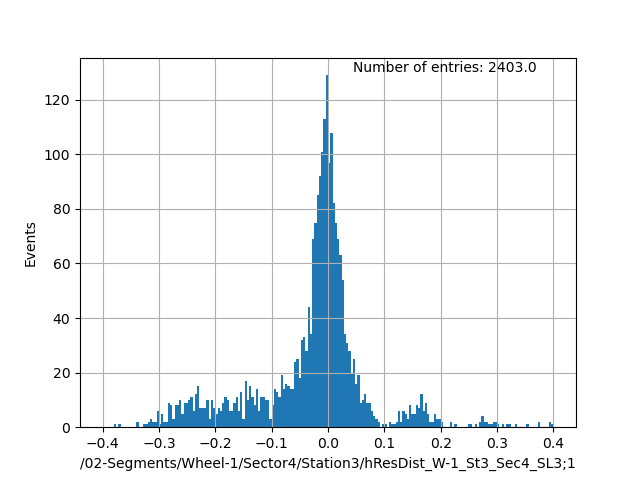 Number of entries: 2403.0
Events
120
100
80
60
40
20
0
−0.4 −0.3 −0.2 −0.1 0.0 0.1 0.2 0.3 0.4
/02-Segments/Wheel-1/Sector4/Station3/hResDist_W-1_St3_Sec4_SL3;1